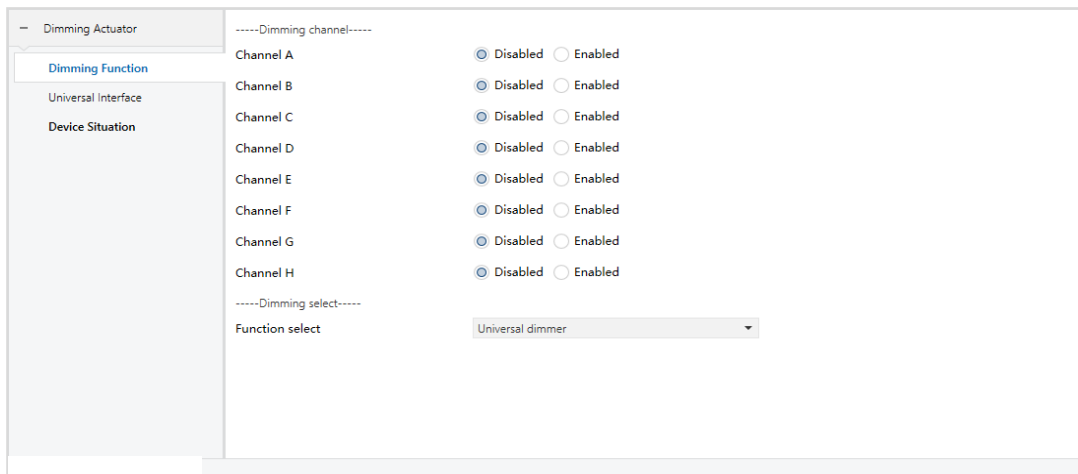 − Dimming Actuator
Dimming Function
Universal Interface
Device Situation
-----Dimming channel-----
Channel A Disabled Enabled
Channel B Disabled Enabled
Channel C Disabled Enabled
Channel D Disabled Enabled
Channel E Disabled Enabled
Channel F Disabled Enabled
Channel G Disabled Enabled
Channel H Disabled Enabled
-----Dimming select-----
Function select Universal dimmer